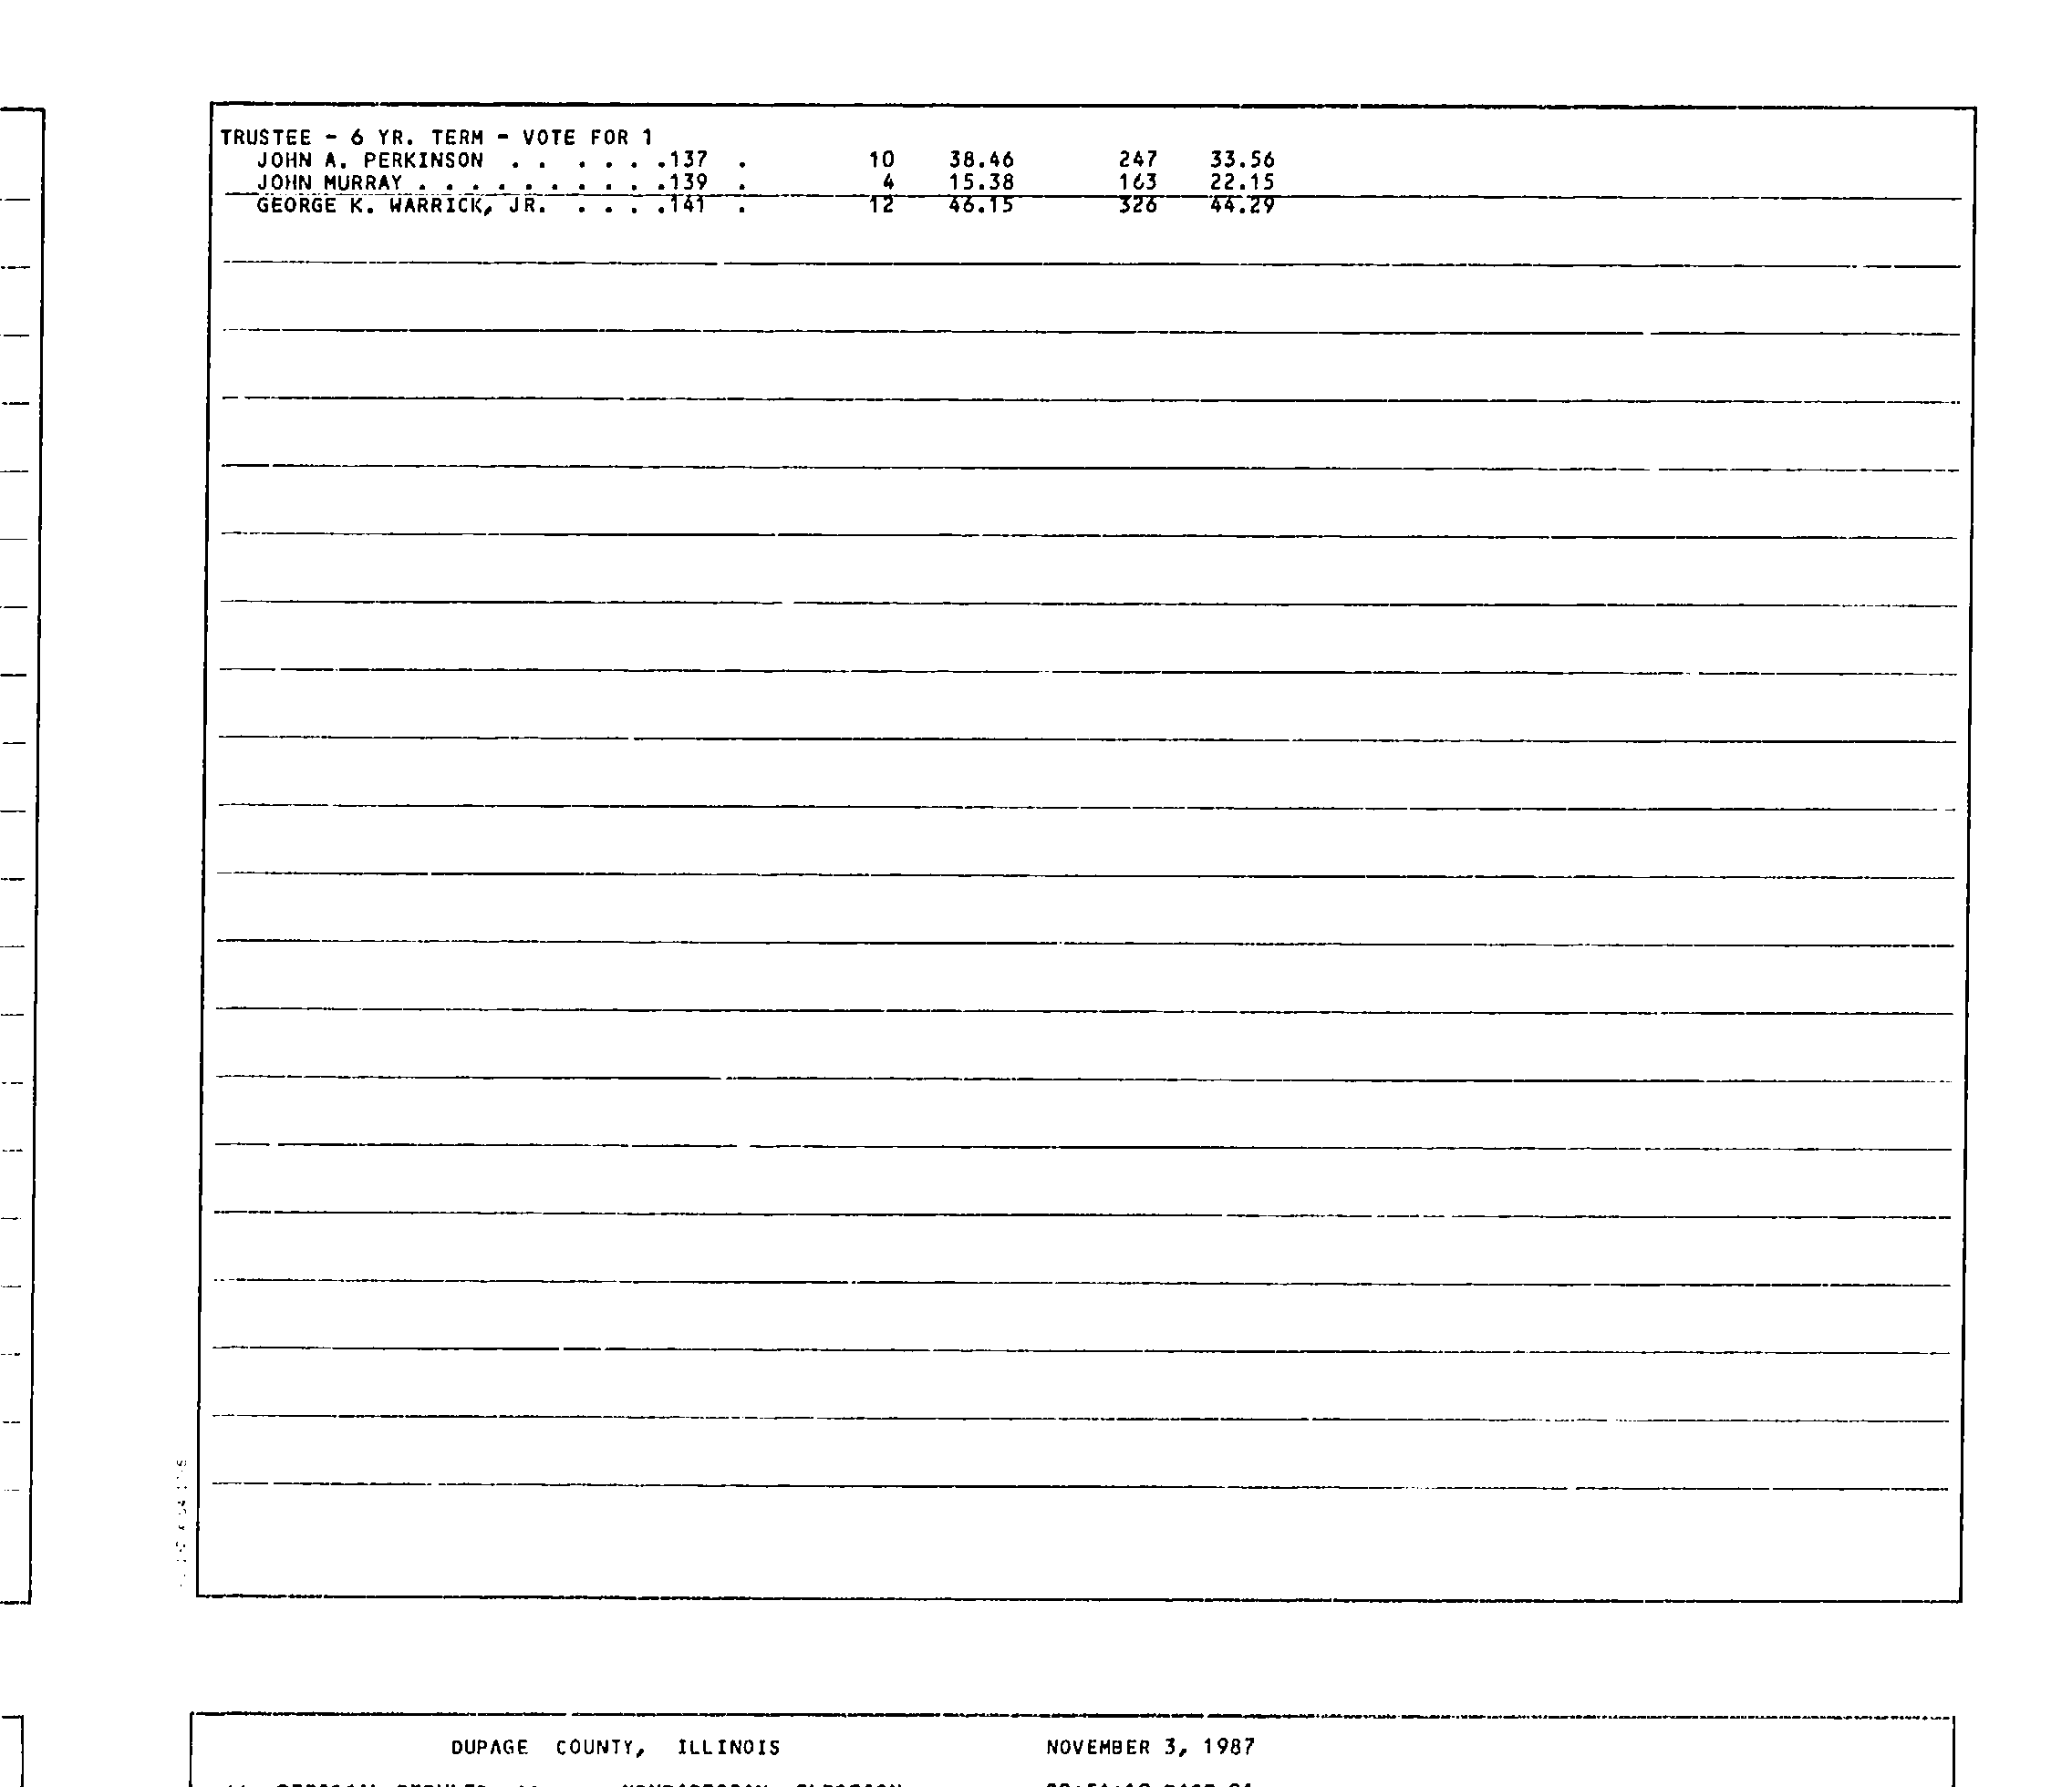 TRUSTEE - 6 YR. TERM - VOTE FOR 1
JOHN A. PERKINSON . . . . . .137 . 10 38.46 247 33.56
JOHN MURRAY . . . . . . . . . .139 . 4 15.38 163 22.15
GEORGE K. WARRICK, JR. . . . .141 . 12 46.15 326 44.29
DUPAGE COUNTY, ILLINOIS NOVEMBER 3, 1987